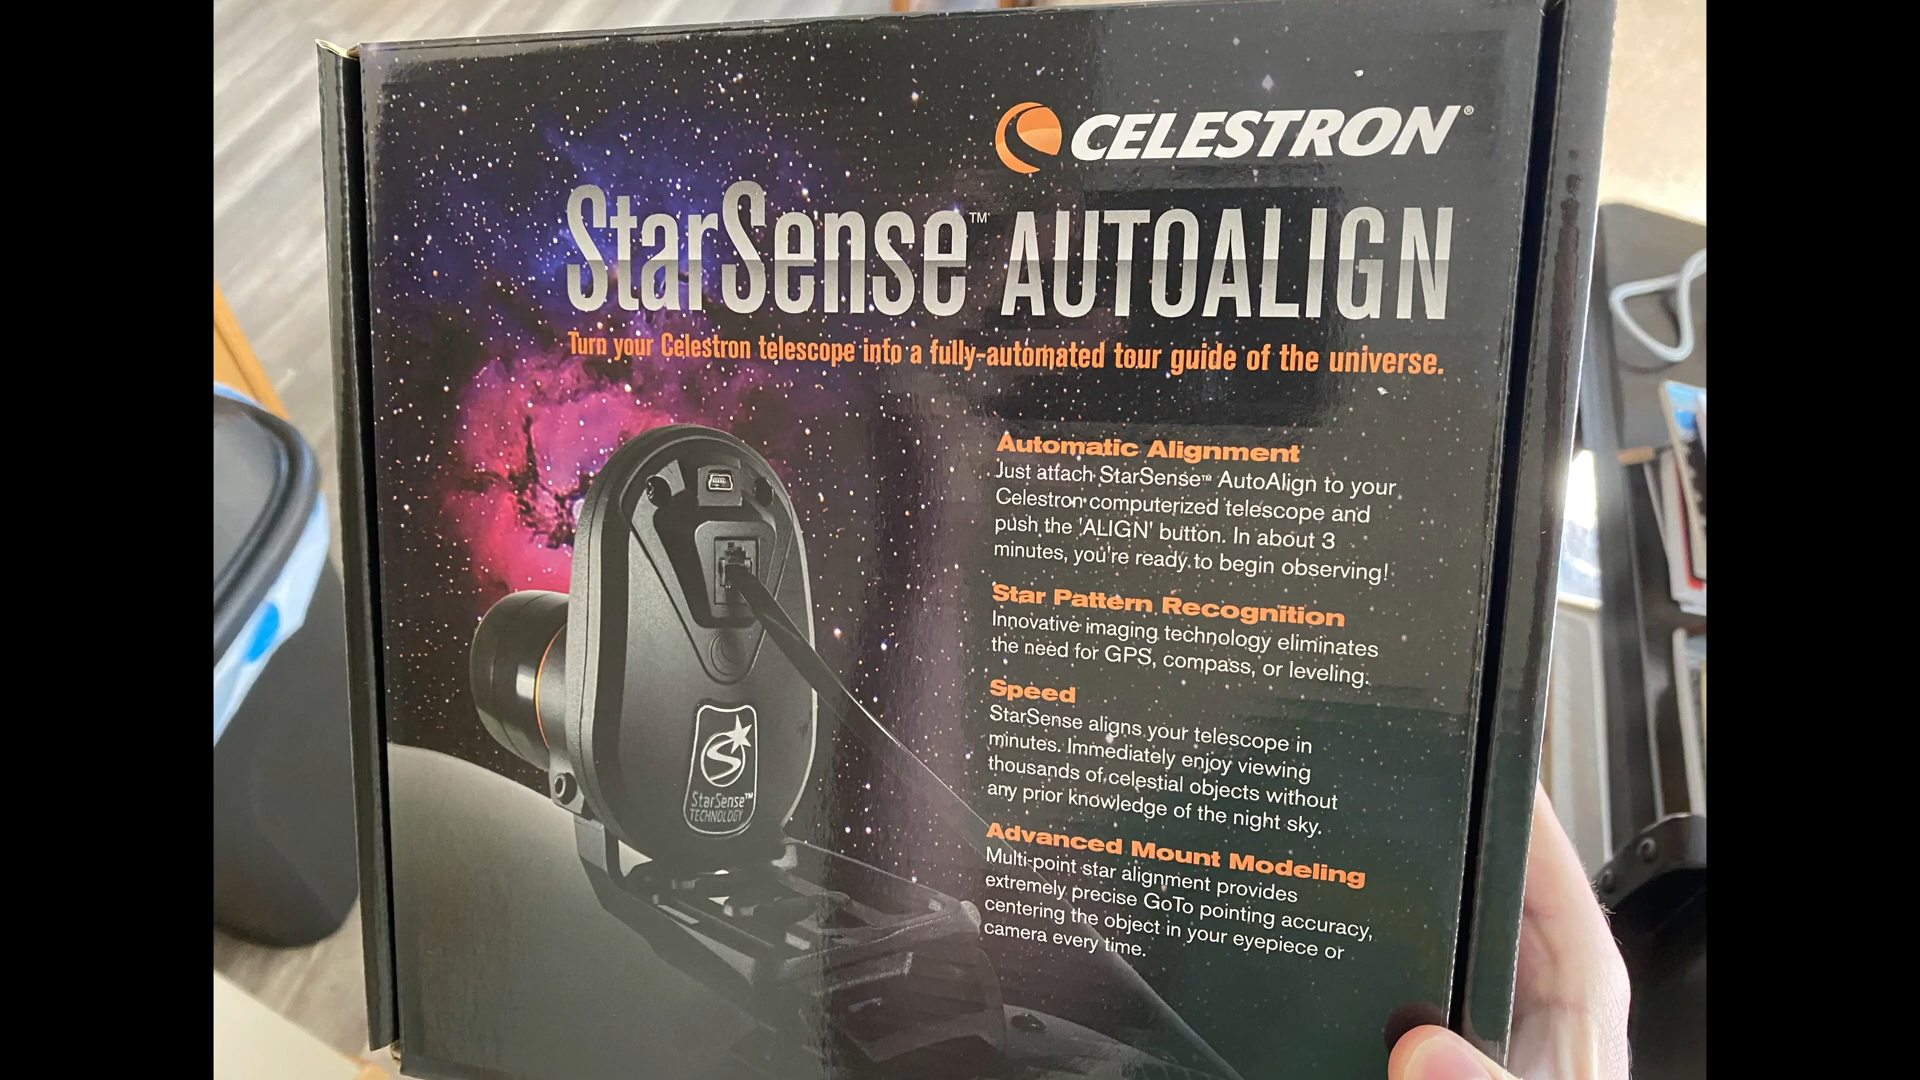 CELESTRON®
StarSense™ AUTOALIGN
Turn your Celestron telescope into a fully-automated tour guide of the universe.
Automatic Alignment
Just attach StarSense™ AutoAlign to your
Celestron computerized telescope and
push the 'ALIGN' button. In about 3
minutes, you're ready to begin observing!
Star Pattern Recognition
Innovative imaging technology eliminates
the need for GPS, compass, or leveling.
Speed
StarSense aligns your telescope in
minutes. Immediately enjoy viewing
thousands of celestial objects without
any prior knowledge of the night sky.
Advanced Mount Modeling
Multi-point star alignment provides
extremely precise GoTo pointing accuracy,
centering the object in your eyepiece or
camera every time.
S
StarSense™
TECHNOLOGY